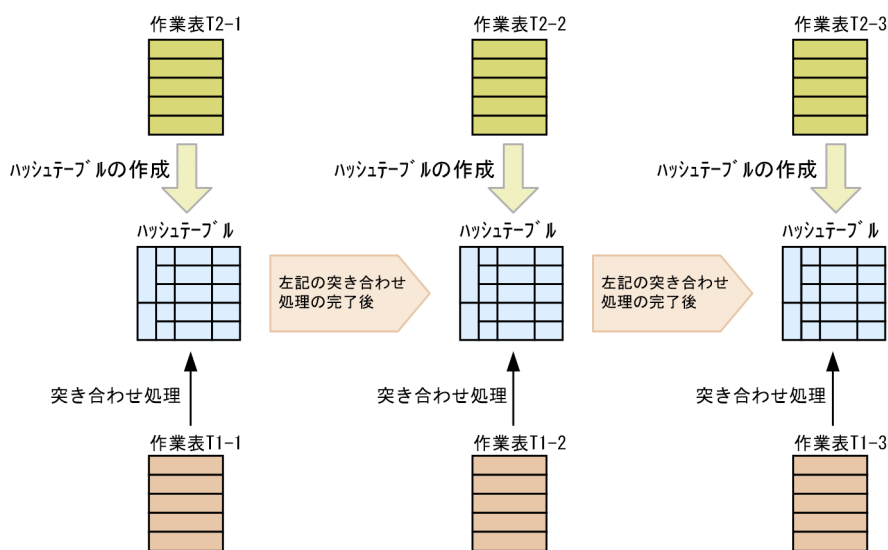 作業表T2-1
作業表T2-2
作業表T2-3
ﾊｯｼｭﾃｰﾌﾞﾙの作成
ﾊｯｼｭﾃｰﾌﾞﾙの作成
ﾊｯｼｭﾃｰﾌﾞﾙの作成
ﾊｯｼｭﾃｰﾌﾞﾙ
ﾊｯｼｭﾃｰﾌﾞﾙ
ﾊｯｼｭﾃｰﾌﾞﾙ
左記の突き合わせ
処理の完了後
左記の突き合わせ
処理の完了後
突き合わせ処理
突き合わせ処理
突き合わせ処理
作業表T1-1
作業表T1-2
作業表T1-3